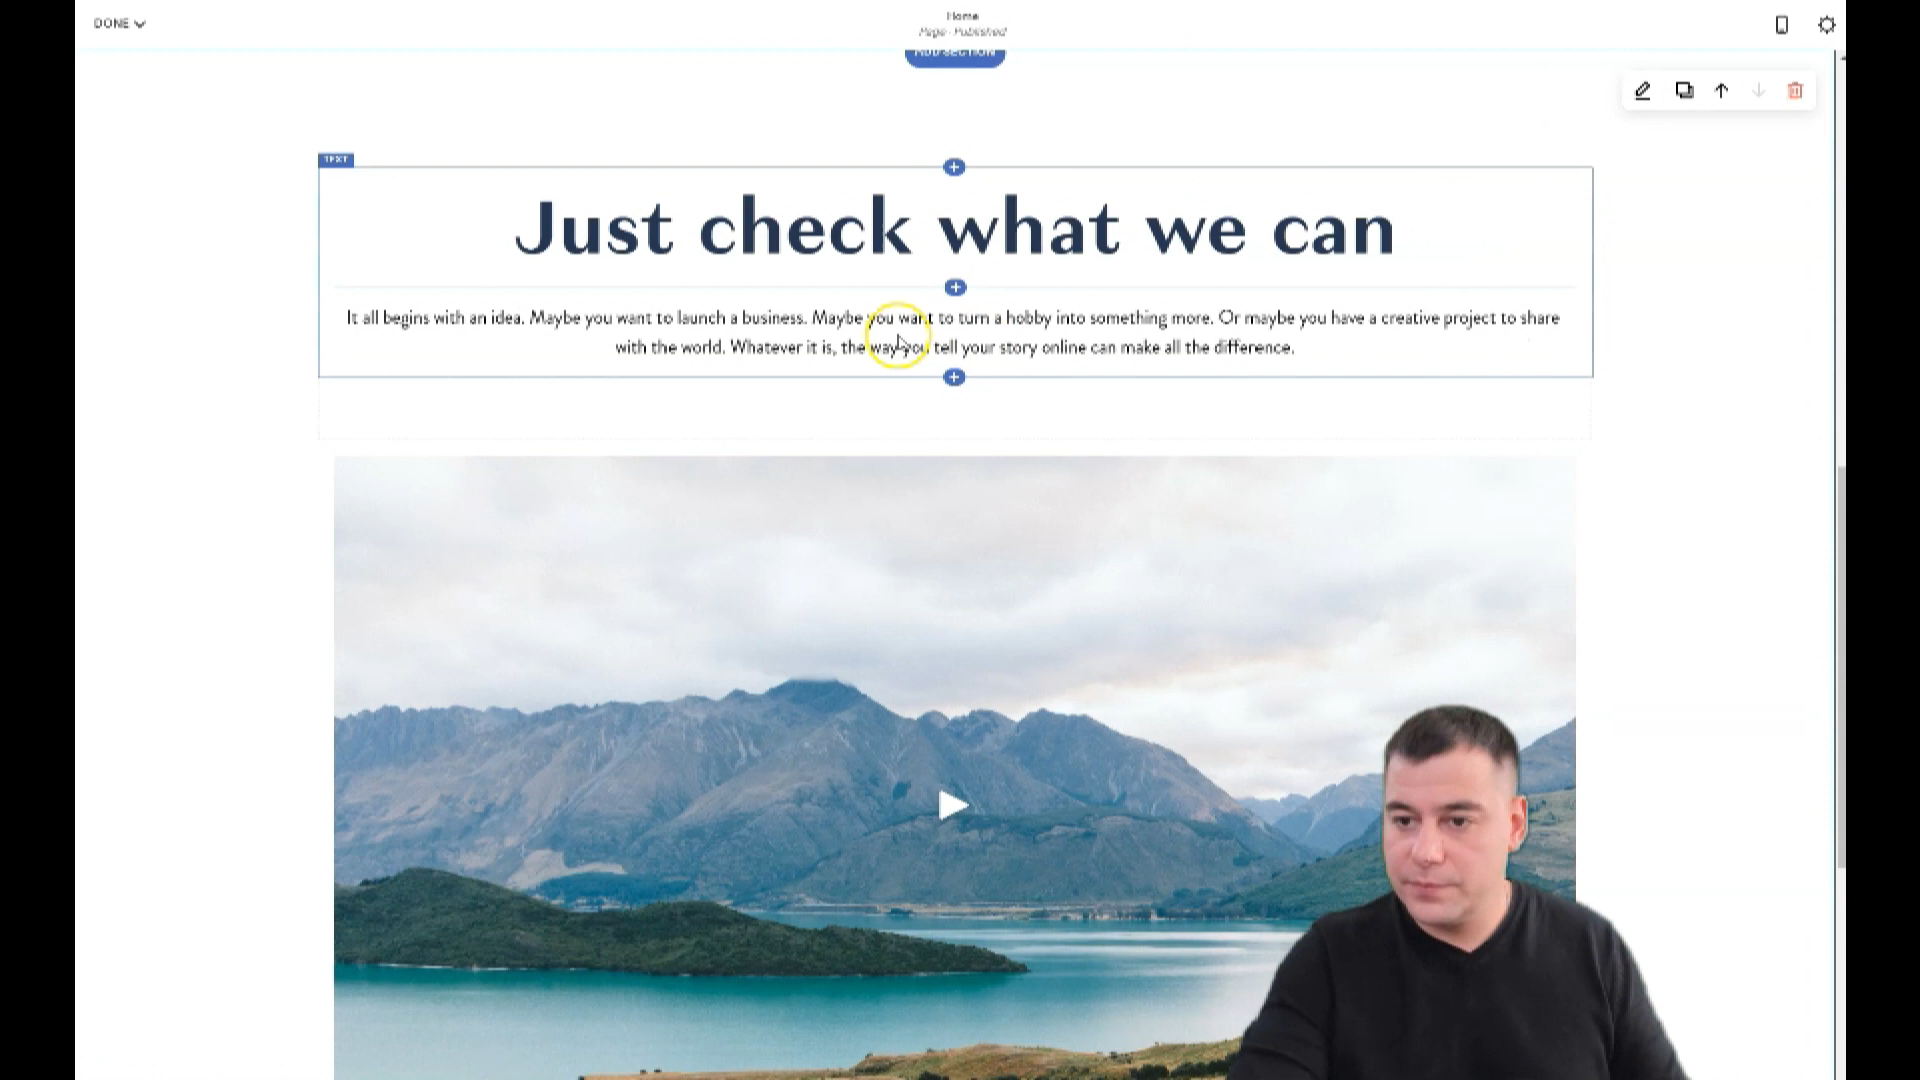 DONE
Home
Page · Published
ADD SECTION
TEXT
Just check what we can
It all begins with an idea. Maybe you want to launch a business. Maybe you want to turn a hobby into something more. Or maybe you have a creative project to share
with the world. Whatever it is, the way you tell your story online can make all the difference.